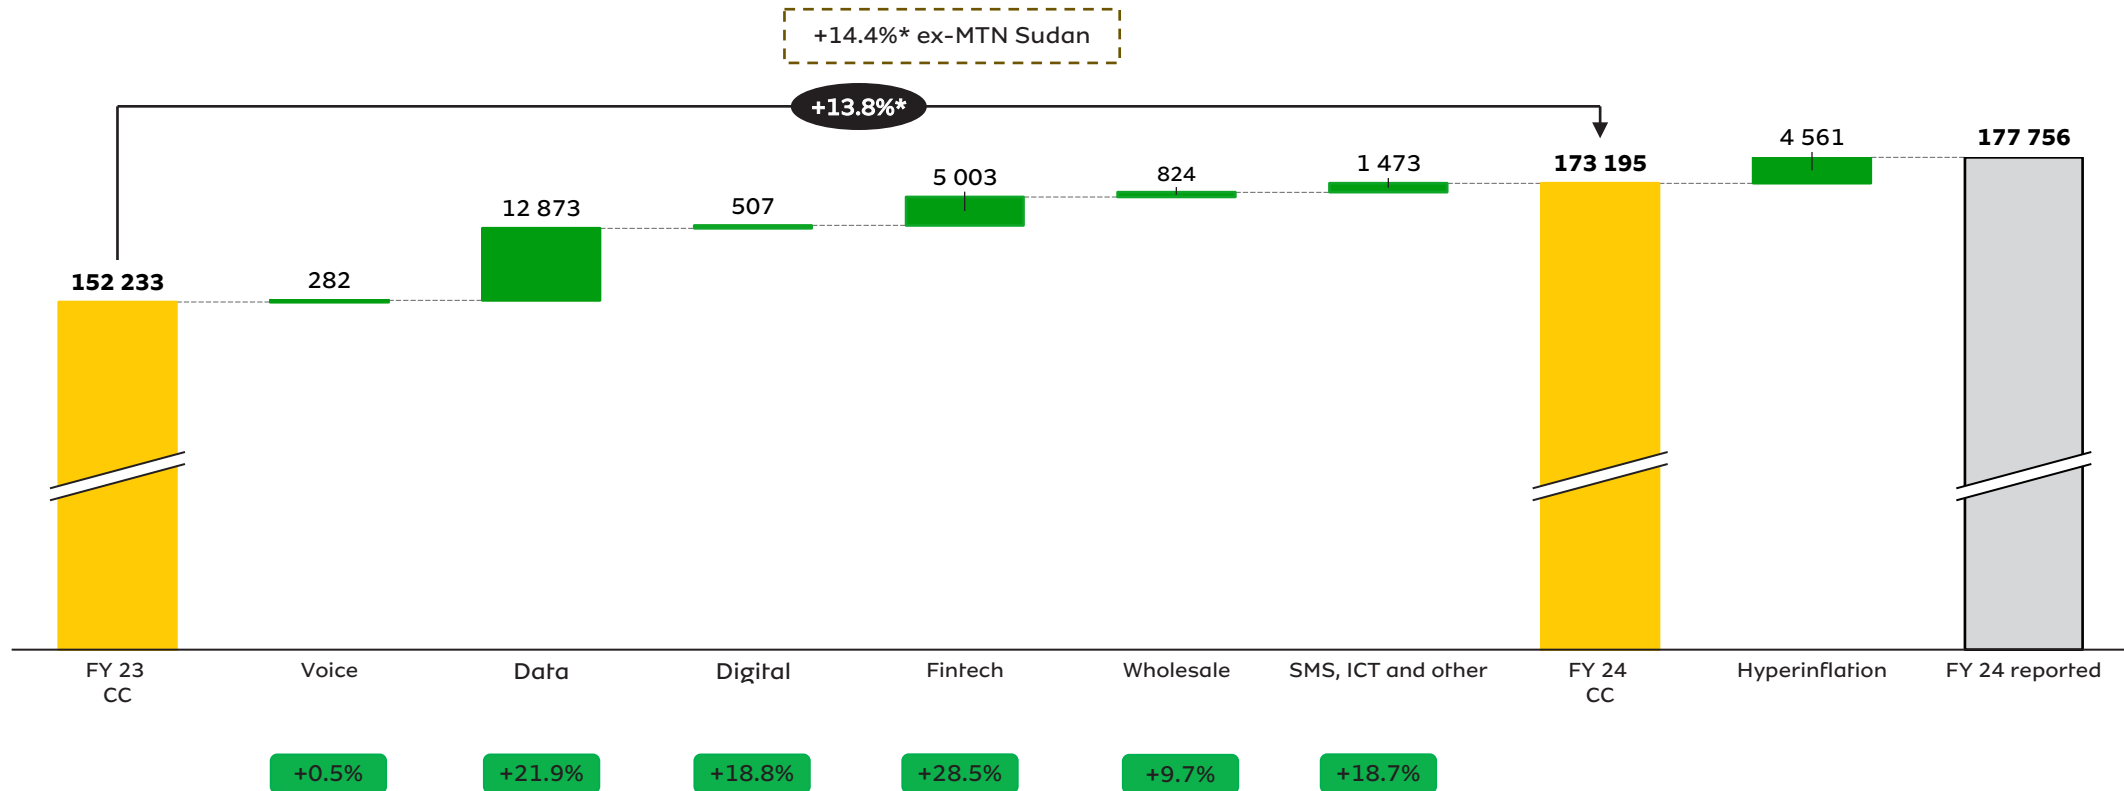 +14.4%* ex-MTN Sudan
+13.8%*
152 233
282
12 873
507
5 003
824
1 473
173 195
4 561
177 756
FY 23
CC
Voice
Data
Digital
Fintech
Wholesale
SMS, ICT and other
FY 24
CC
Hyperinflation
FY 24 reported
+0.5%
+21.9%
+18.8%
+28.5%
+9.7%
+18.7%